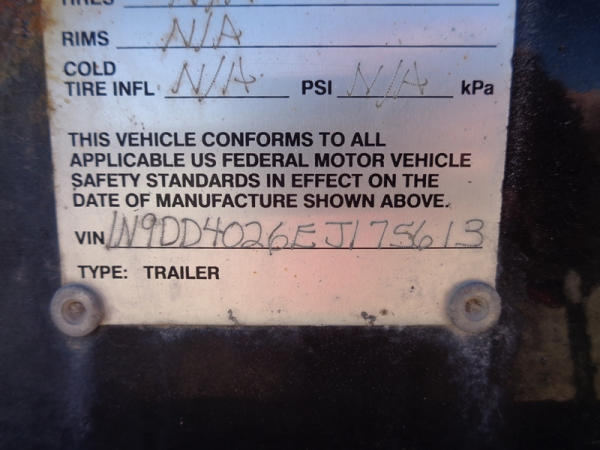 TIRES N/A
RIMS N/A
COLD
TIRE INFL N/A PSI N/A kPa
THIS VEHICLE CONFORMS TO ALL
APPLICABLE US FEDERAL MOTOR VEHICLE
SAFETY STANDARDS IN EFFECT ON THE
DATE OF MANUFACTURE SHOWN ABOVE.
VIN 1N9DD4026EJ175613
TYPE: TRAILER